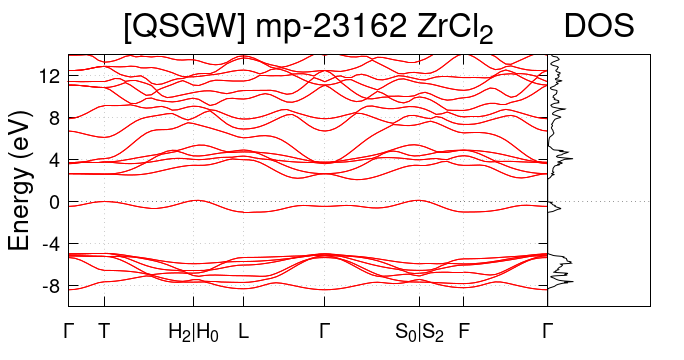 [QSGW] mp-23162 ZrCl₂ DOS
Energy (eV)
12
8
4
0
-4
-8
Γ T H₂|H₀ L Γ S₀|S₂ F Γ